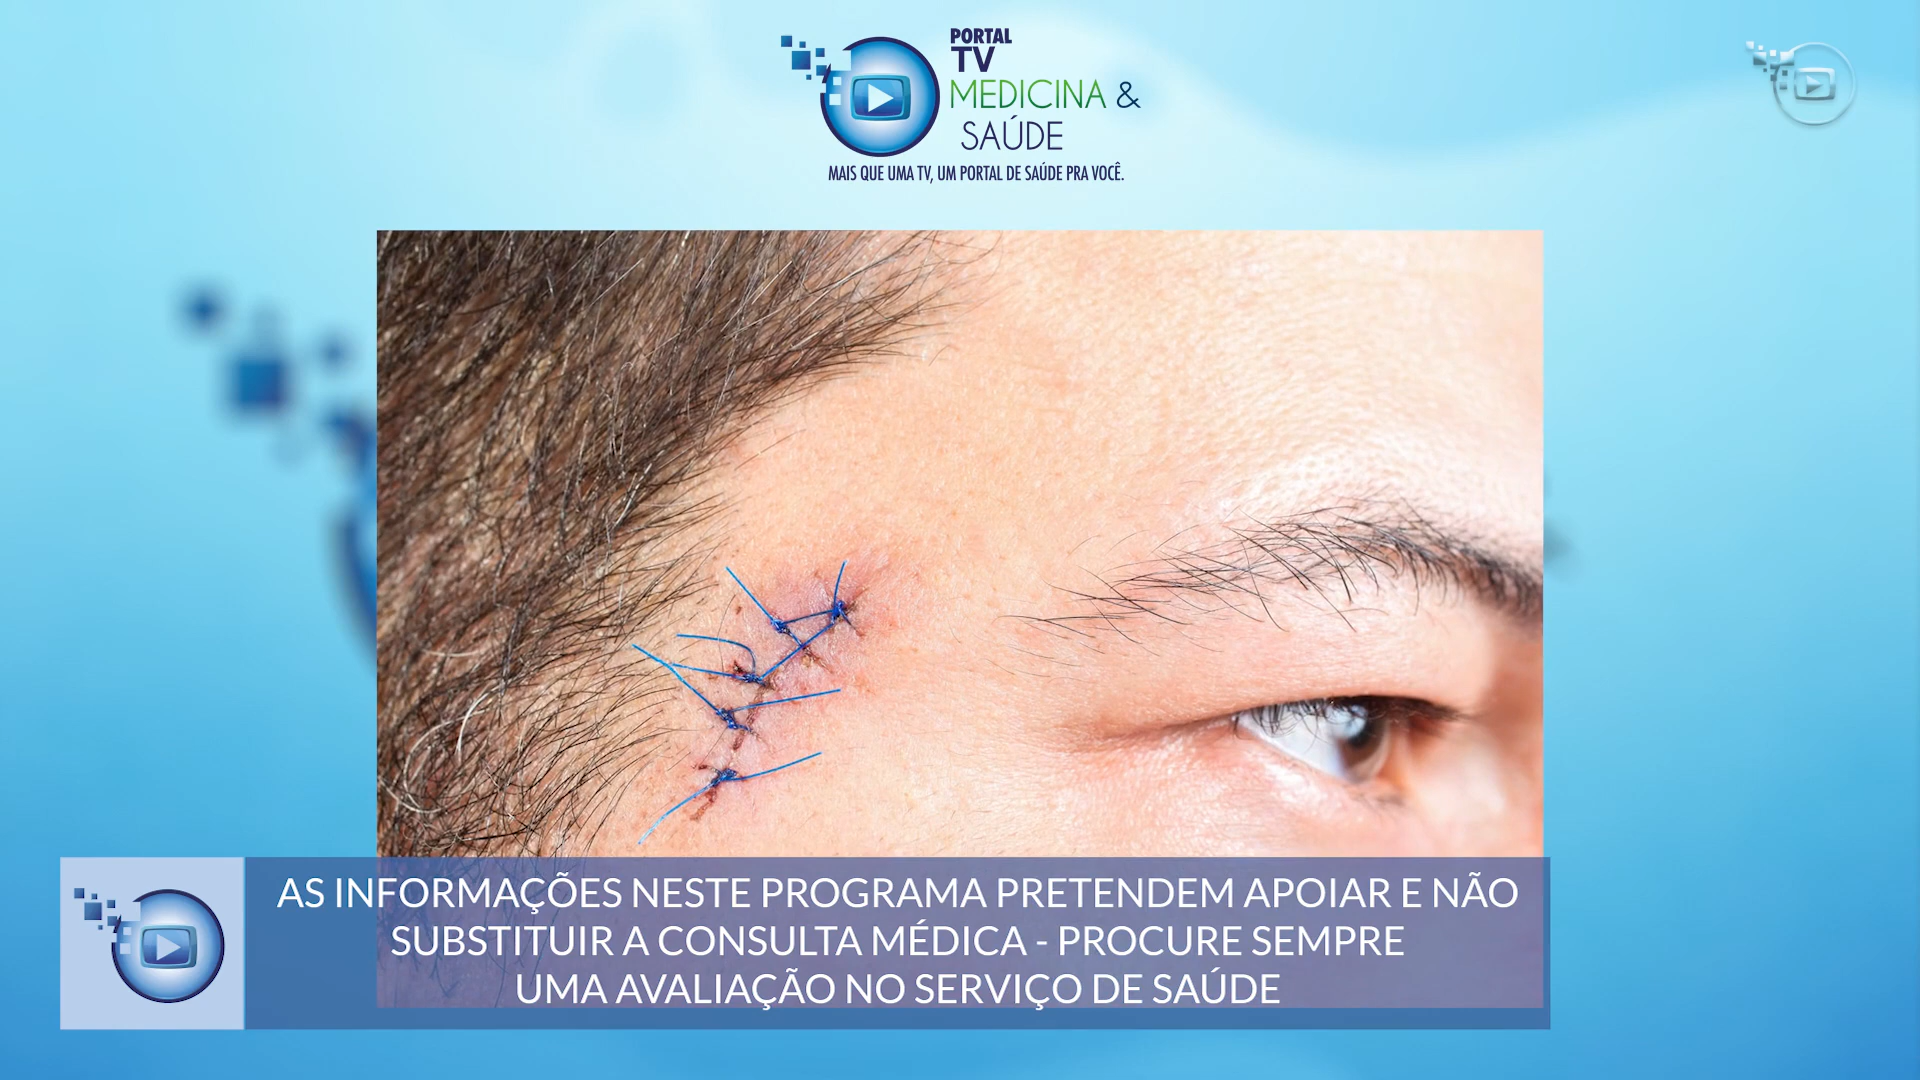 PORTAL
TV
MEDICINA &
SAÚDE
MAIS QUE UMA TV, UM PORTAL DE SAÚDE PRA VOCÊ.
AS INFORMAÇÕES NESTE PROGRAMA PRETENDEM APOIAR E NÃO
SUBSTITUIR A CONSULTA MÉDICA - PROCURE SEMPRE
UMA AVALIAÇÃO NO SERVIÇO DE SAÚDE